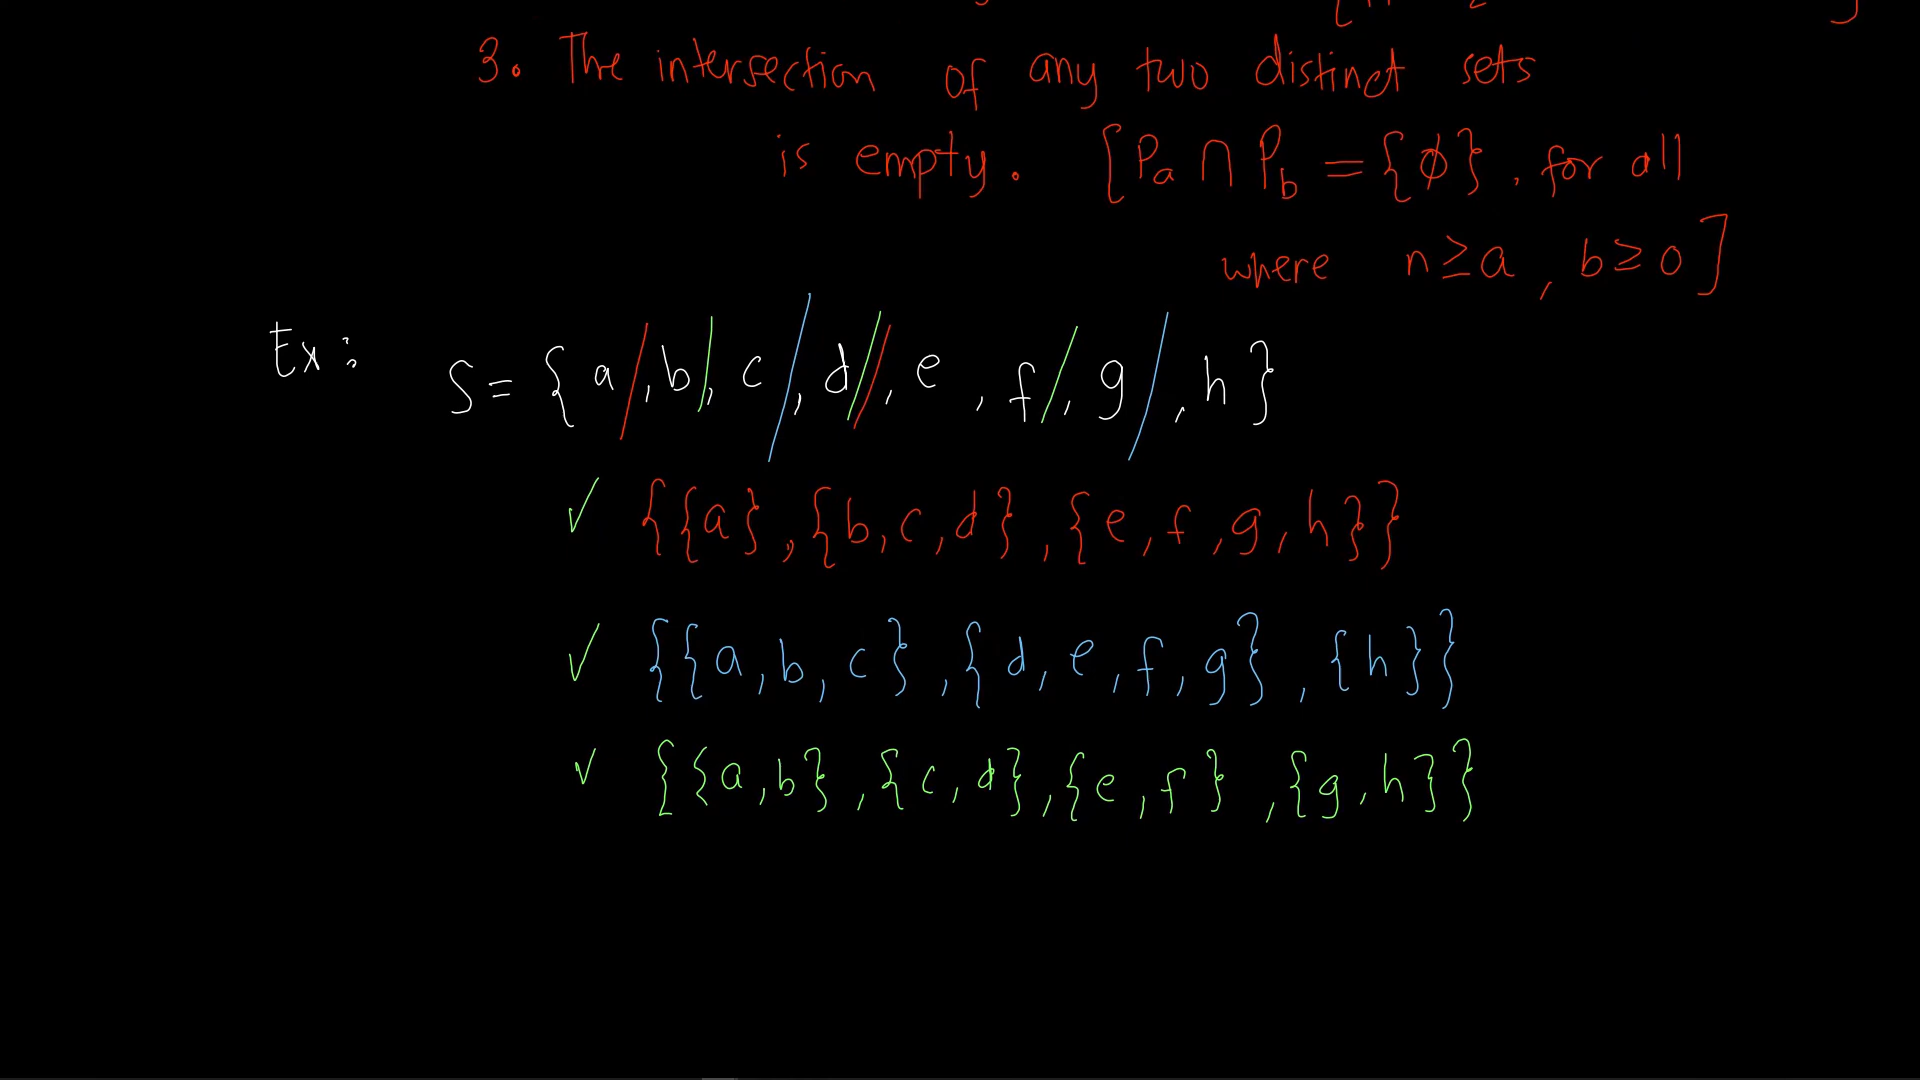 3. The intersection of any two distinct sets
is empty. [Pa ∩ Pb = {ϕ}, for all
where n≥a, b≥0]
Ex: S = {a, b, c, d, e, f, g, h}
✓ {{a}, {b, c, d}, {e, f, g, h}}
✓ {{a, b, c}, {d, e, f, g}, {h}}
✓ {{a, b}, {c, d}, {e, f}, {g, h}}